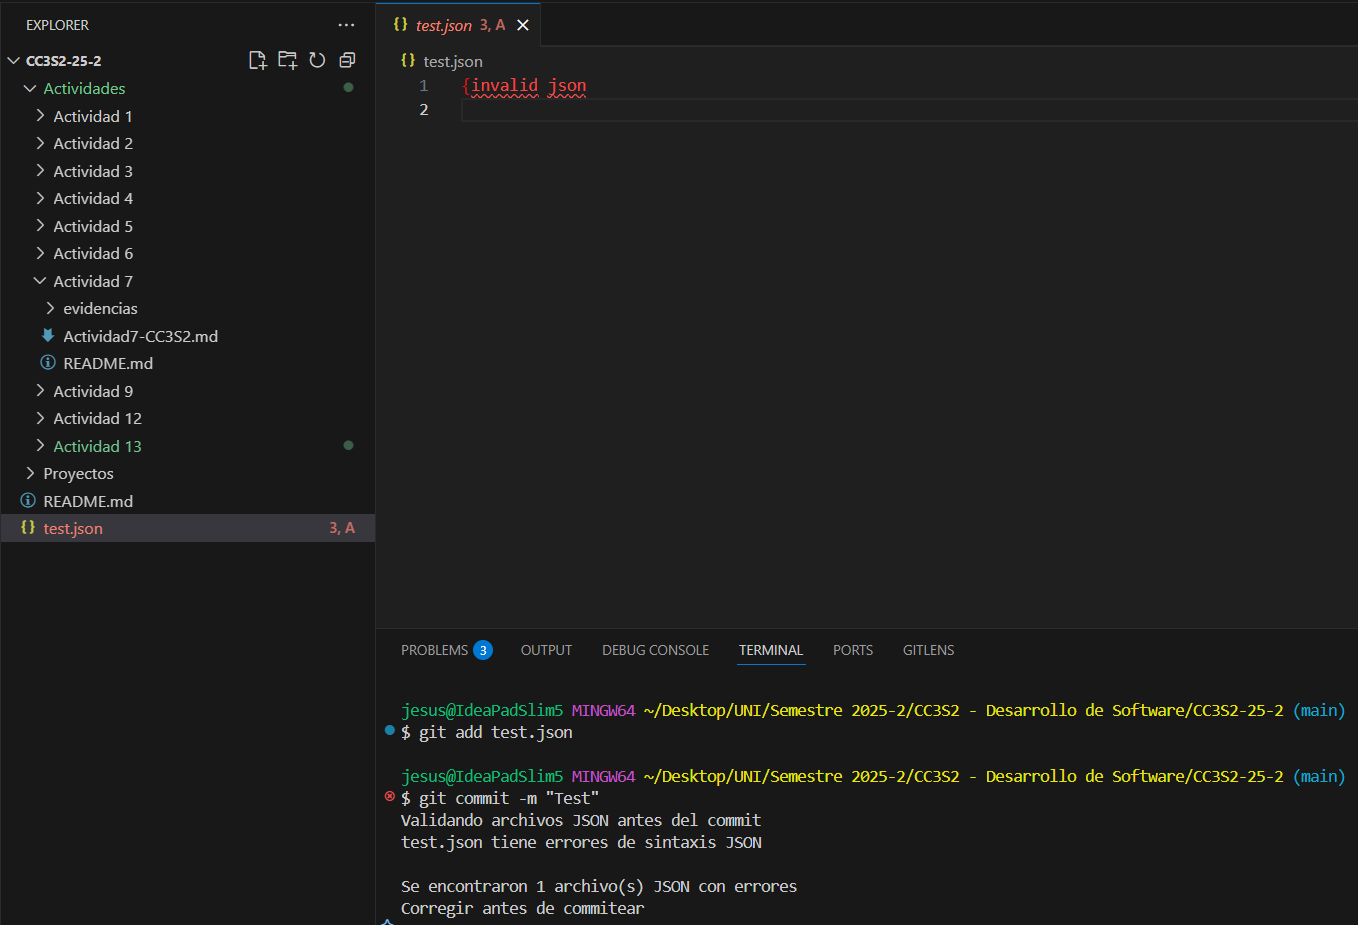 EXPLORER
CC3S2-25-2
Actividades
Actividad 1
Actividad 2
Actividad 3
Actividad 4
Actividad 5
Actividad 6
Actividad 7
evidencias
Actividad7-CC3S2.md
README.md
Actividad 9
Actividad 12
Actividad 13
Proyectos
README.md
test.json 3, A
test.json 3, A
test.json
1 {invalid json
2
PROBLEMS 3 OUTPUT DEBUG CONSOLE TERMINAL PORTS GITLENS
jesus@IdeaPadSlim5 MINGW64 ~/Desktop/UNI/Semestre 2025-2/CC3S2 - Desarrollo de Software/CC3S2-25-2 (main)
$ git add test.json
jesus@IdeaPadSlim5 MINGW64 ~/Desktop/UNI/Semestre 2025-2/CC3S2 - Desarrollo de Software/CC3S2-25-2 (main)
$ git commit -m "Test"
Validando archivos JSON antes del commit
test.json tiene errores de sintaxis JSON
Se encontraron 1 archivo(s) JSON con errores
Corregir antes de commitear